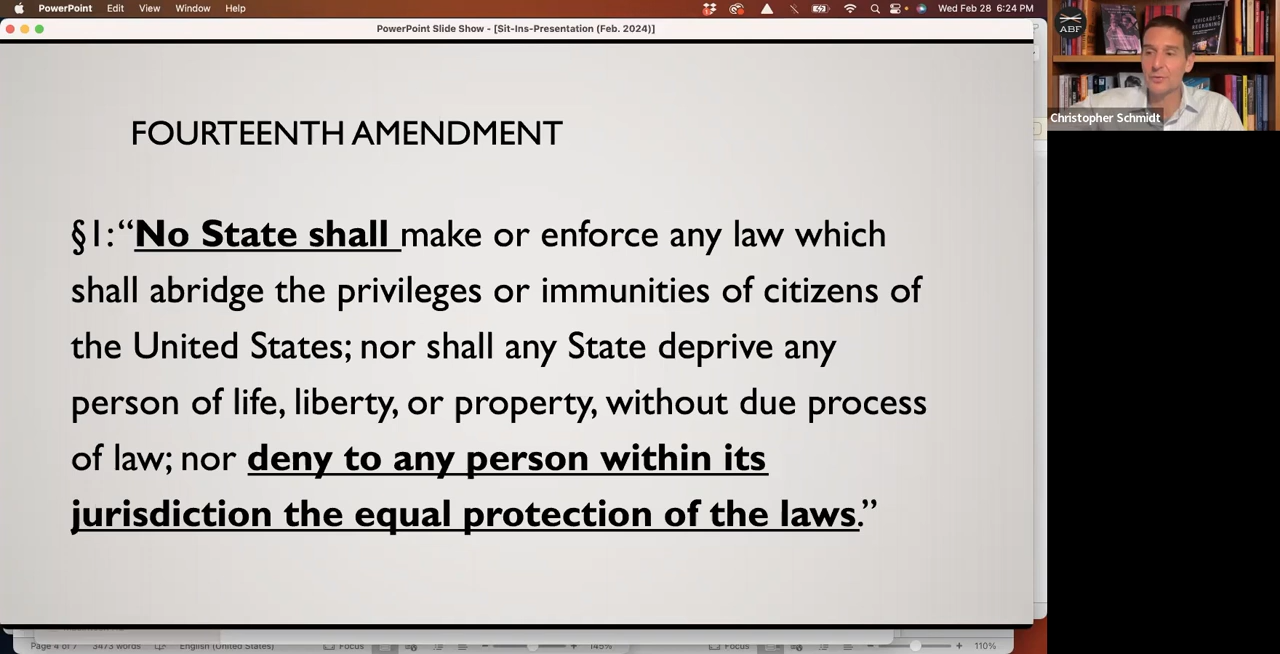 PowerPoint Edit View Window Help Wed Feb 28 6:24 PM
PowerPoint Slide Show - [Sit-Ins-Presentation (Feb. 2024)]
ABF
CHICAGO'S
RECKONING
Christopher Schmidt
FOURTEENTH AMENDMENT
§1: “No State shall make or enforce any law which
shall abridge the privileges or immunities of citizens of
the United States; nor shall any State deprive any
person of life, liberty, or property, without due process
of law; nor deny to any person within its
jurisdiction the equal protection of the laws.”
Page 4 of 7 3473 words English (United States) Focus 145% Focus 110%